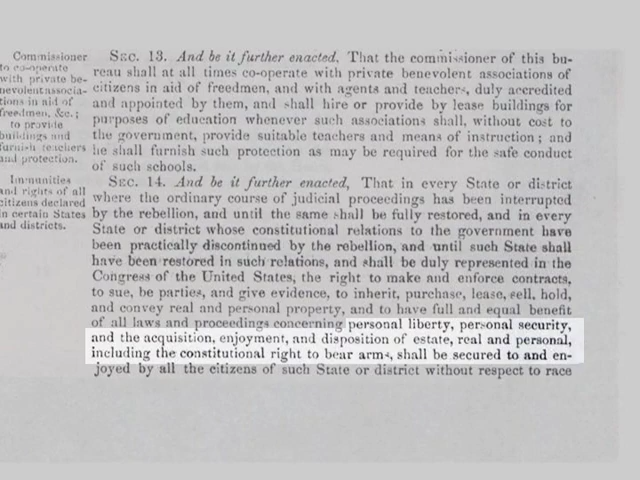 Commissioner
to co-operate
with private be-
nevolent associa-
tions in aid of
freedmen, &c.;
to provide
buildings and
furnish teachers
and protection.
Immunities
and rights of all
citizens declared
in certain States
and districts.
SEC. 13. And be it further enacted, That the commissioner of this bu-
reau shall at all times co-operate with private benevolent associations of
citizens in aid of freedmen, and with agents and teachers, duly accredited
and appointed by them, and shall hire or provide by lease buildings for
purposes of education whenever such associations shall, without cost to
the government, provide suitable teachers and means of instruction; and
he shall furnish such protection as may be required for the safe conduct
of such schools.
SEC. 14. And be it further enacted, That in every State or district
where the ordinary course of judicial proceedings has been interrupted
by the rebellion, and until the same shall be fully restored, and in every
State or district whose constitutional relations to the government have
been practically discontinued by the rebellion, and until such State shall
have been restored in such relations, and shall be duly represented in the
Congress of the United States, the right to make and enforce contracts,
to sue, be parties, and give evidence, to inherit, purchase, lease, sell, hold,
and convey real and personal property, and to have full and equal benefit
of all laws and proceedings concerning personal liberty, personal security,
and the acquisition, enjoyment, and disposition of estate, real and personal,
including the constitutional right to bear arms, shall be secured to and en-
joyed by all the citizens of such State or district without respect to race